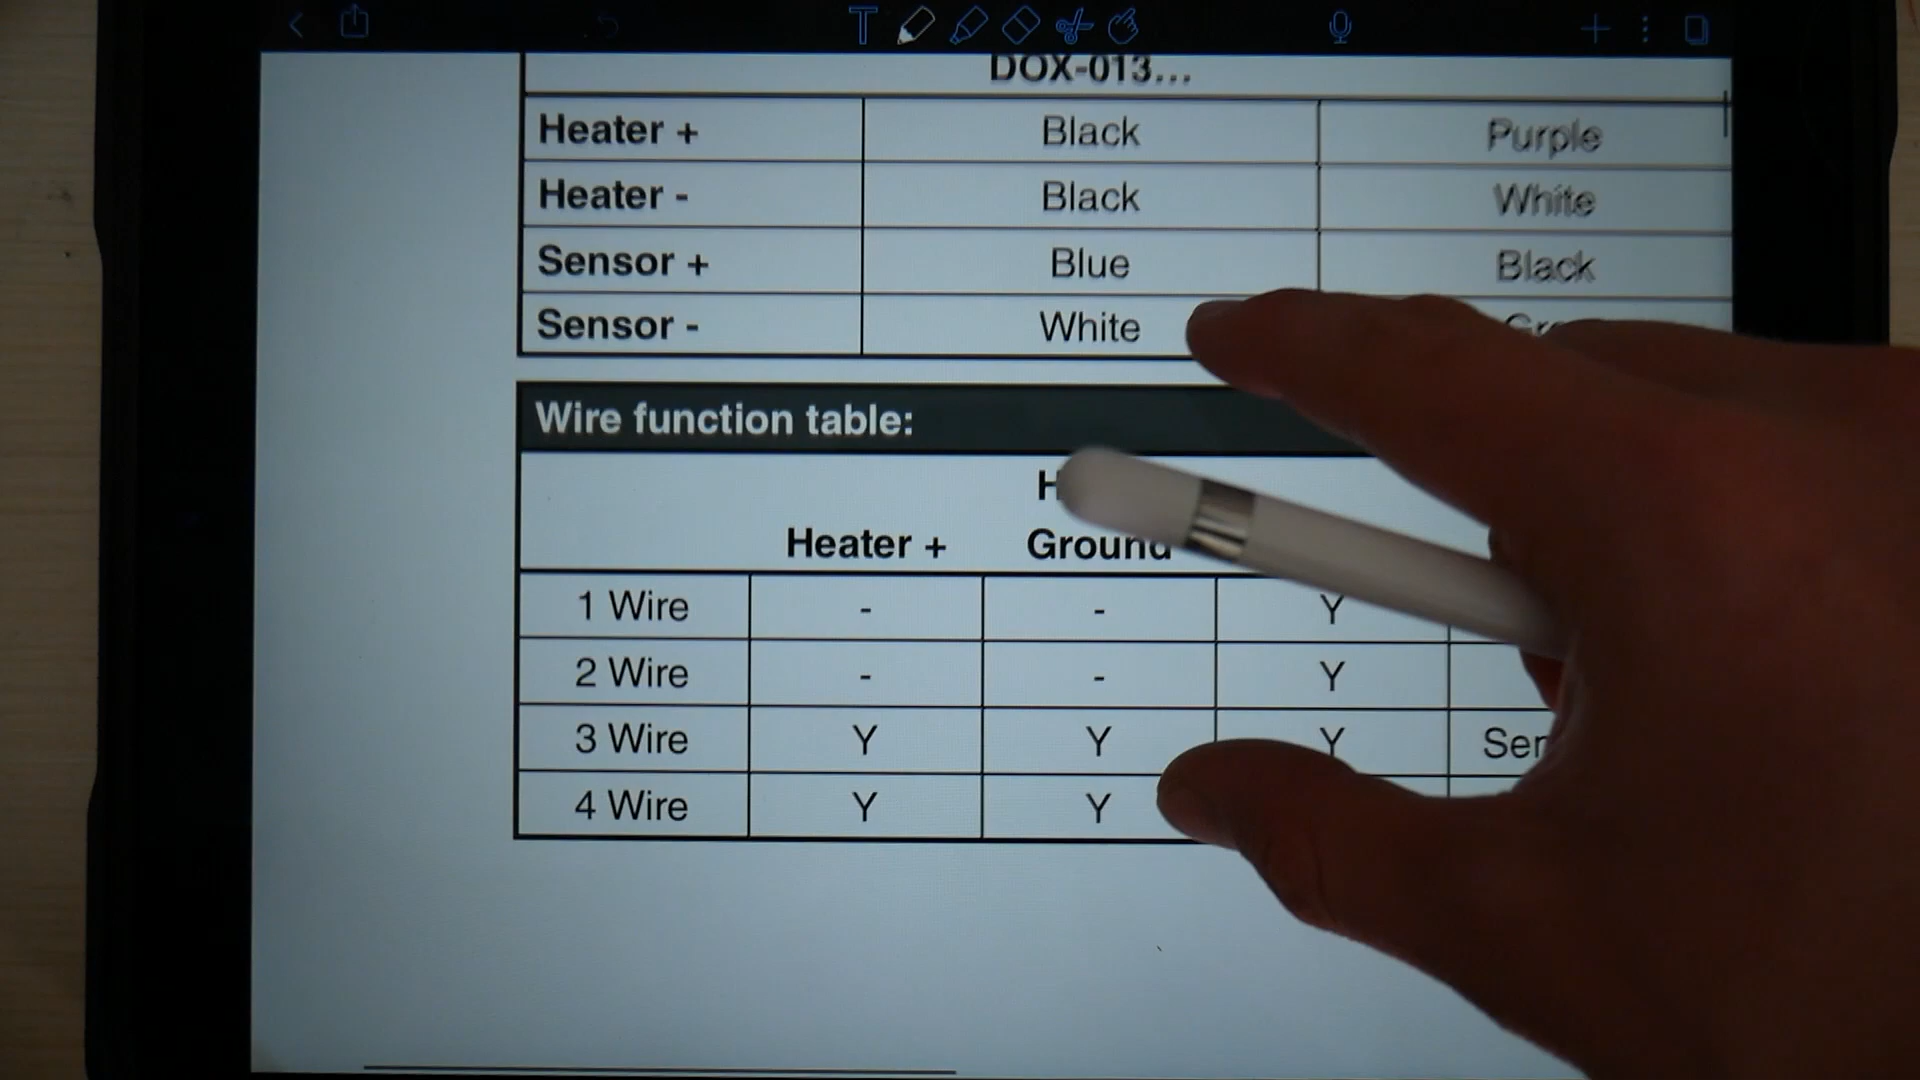 DOX-013...
Heater + Black Purple
Heater - Black White
Sensor + Blue Black
Sensor - White
Wire function table:
Heater + Ground
1 Wire - - Y
2 Wire - - Y
3 Wire Y Y Y
4 Wire Y Y